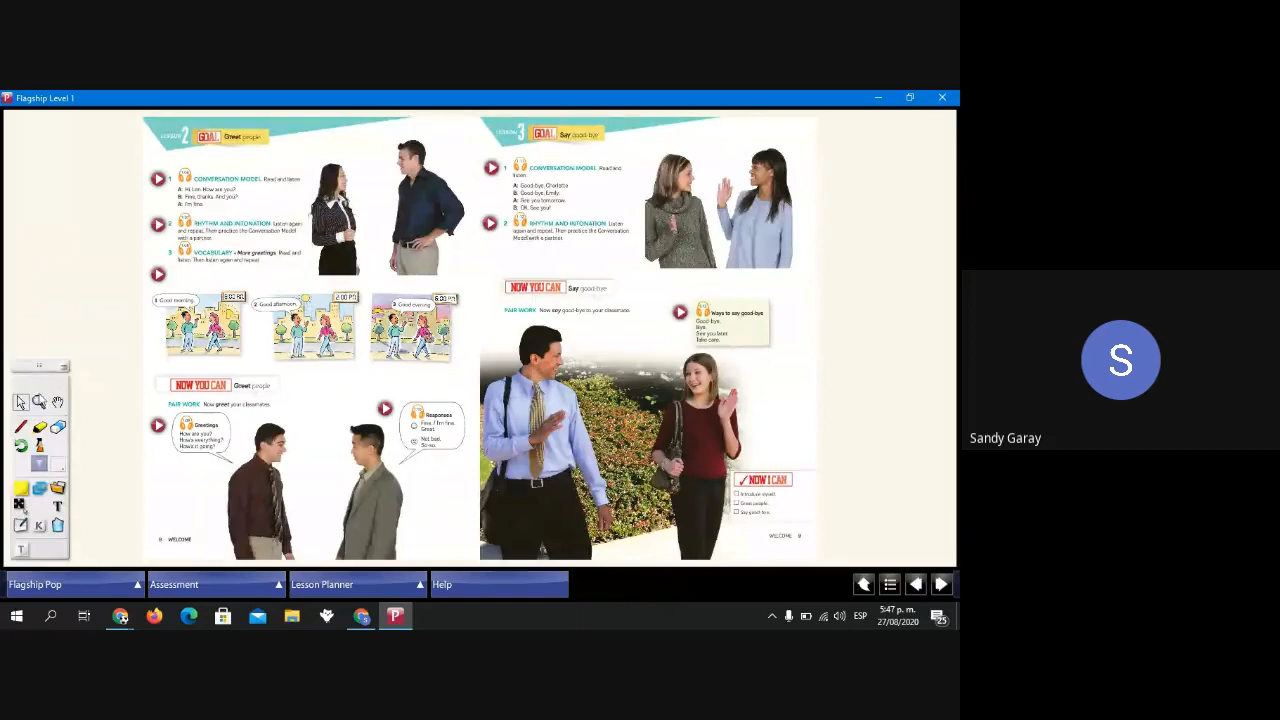 Flagship Level 1
LESSON 2 GOAL Greet people
1 CONVERSATION MODEL Read and listen.
A: Hi, Len. How are you?
B: Fine, thanks. And you?
A: I'm fine.
2 RHYTHM AND INTONATION Listen again
and repeat. Then practice the Conversation Model
with a partner.
3 VOCABULARY • More greetings Read and
listen. Then listen again and repeat.
1 Good morning.
2 Good afternoon.
2:00 P.M.
3 Good evening.
6:00 P.M.
NOW YOU CAN Greet people
PAIR WORK Now greet your classmates.
Greetings
How are you?
How's everything?
How's it going?
Responses
Fine. / I'm fine.
Great.
Not bad.
So-so.
8 WELCOME
LESSON 3 GOAL Say good-bye
1 CONVERSATION MODEL Read and
listen.
A: Good-bye, Charlotte.
B: Good-bye, Emily.
A: See you tomorrow.
B: OK. See you!
2 RHYTHM AND INTONATION Listen
again and repeat. Then practice the Conversation
Model with a partner.
NOW YOU CAN Say good-bye
PAIR WORK Now say good-bye to your classmates.
Ways to say good-bye
Good-bye.
Bye.
See you later.
Take care.
NOW I CAN
Introduce myself.
Greet people.
Say good-bye.
WELCOME 9
T
Flagship Pop
Assessment
Lesson Planner
Help
ESP
5:47 p. m.
27/08/2020
25
S
Sandy Garay